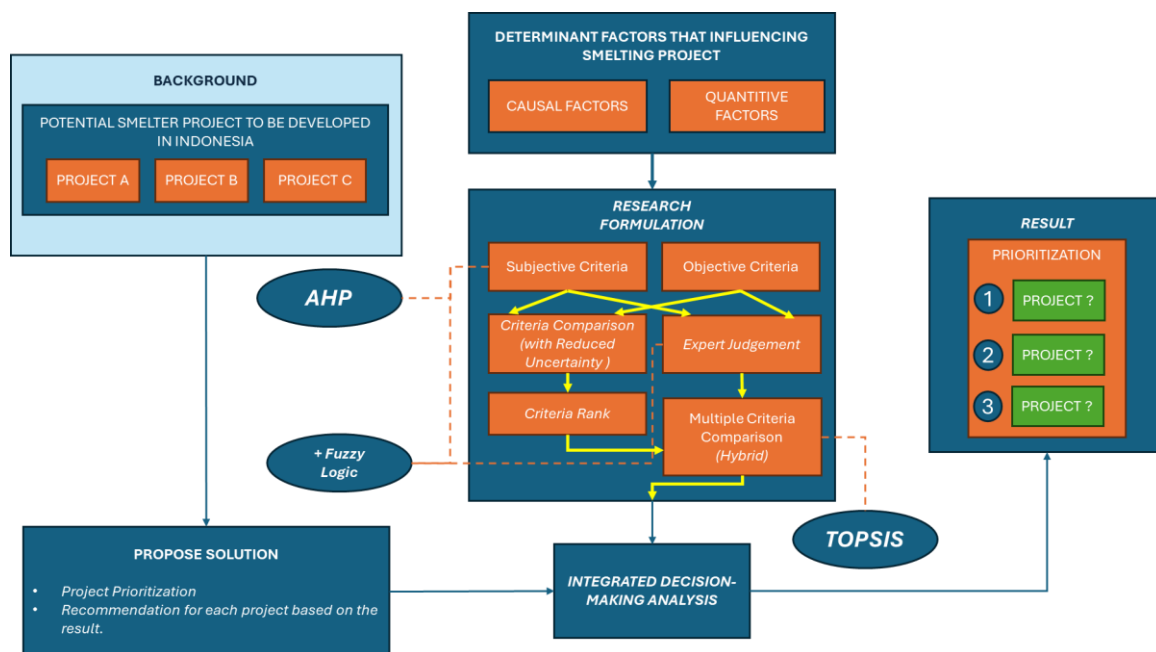 BACKGROUND
POTENTIAL SMELTER PROJECT TO BE DEVELOPED
IN INDONESIA
PROJECT A
PROJECT B
PROJECT C
DETERMINANT FACTORS THAT INFLUENCING
SMELTING PROJECT
CAUSAL FACTORS
QUANTITIVE
FACTORS
RESEARCH
FORMULATION
Subjective Criteria
Objective Criteria
Criteria Comparison
(with Reduced
Uncertainty )
Expert Judgement
Criteria Rank
Multiple Criteria
Comparison
(Hybrid)
AHP
+ Fuzzy
Logic
TOPSIS
RESULT
PRIORITIZATION
1
PROJECT ?
2
PROJECT ?
3
PROJECT ?
PROPOSE SOLUTION
• Project Prioritization
• Recommendation for each project based on the
result.
INTEGRATED DECISION-
MAKING ANALYSIS